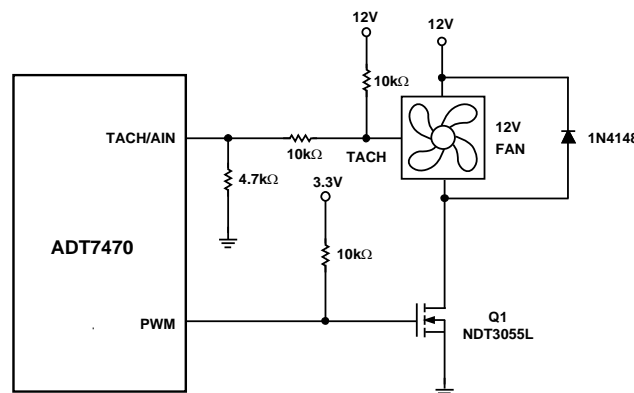 12V
12V
10kΩ
TACH/AIN
10kΩ
TACH
12V
FAN
1N4148
4.7kΩ
3.3V
ADT7470
10kΩ
PWM
Q1
NDT3055L